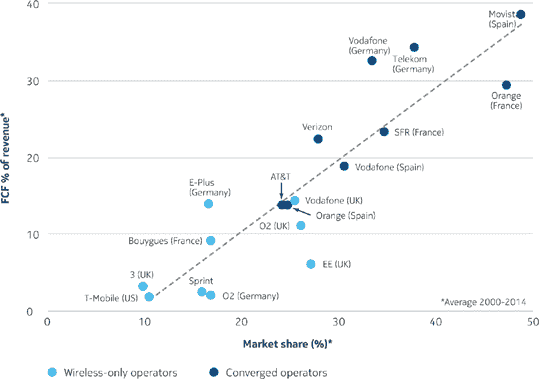 FCF % of revenue*
40
30
20
10
0
Movista
(Spain)
Vodafone
(Germany)
Telekom
(Germany)
Orange
(France)
Verizon
SFR (France)
Vodafone (Spain)
AT&T
E-Plus
(Germany)
Vodafone (UK)
Orange (Spain)
O2 (UK)
Bouygues (France)
EE (UK)
3 (UK)
Sprint
T-Mobile (US)
O2 (Germany)
*Average 2000-2014
0
10
20
30
40
50
Market share (%)*
Wireless-only operators
Converged operators